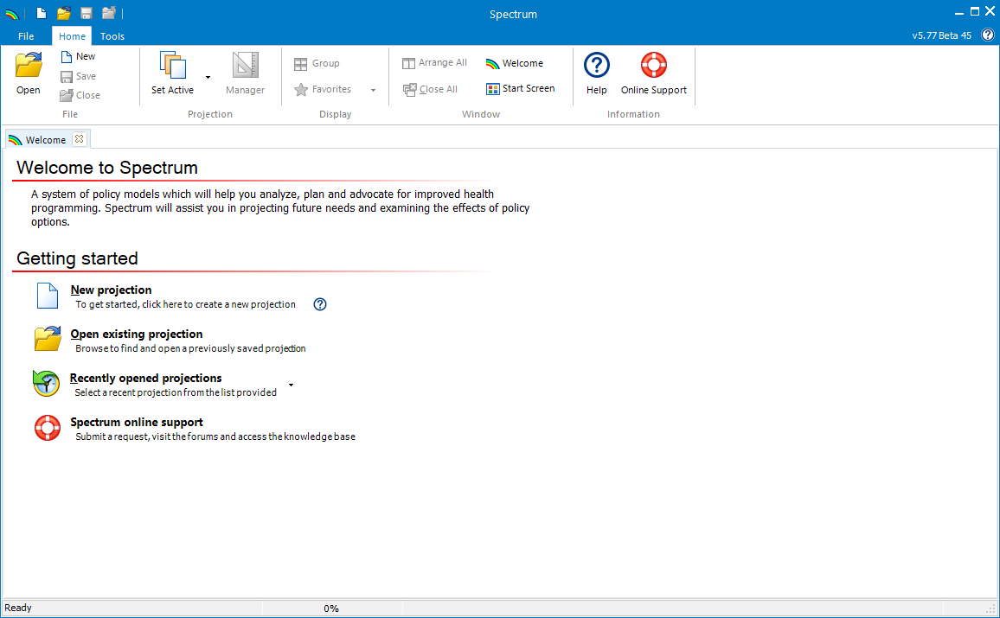 Spectrum
File Home Tools v5.77 Beta 45
Open
New
Save
Close
File
Set Active
Manager
Projection
Group
Favorites
Display
Arrange All
Close All
Welcome
Start Screen
Window
Help
Online Support
Information
Welcome
Welcome to Spectrum
A system of policy models which will help you analyze, plan and advocate for improved health
programming. Spectrum will assist you in projecting future needs and examining the effects of policy
options.
Getting started
New projection
To get started, click here to create a new projection
Open existing projection
Browse to find and open a previously saved projection
Recently opened projections
Select a recent projection from the list provided
Spectrum online support
Submit a request, visit the forums and access the knowledge base
Ready 0%